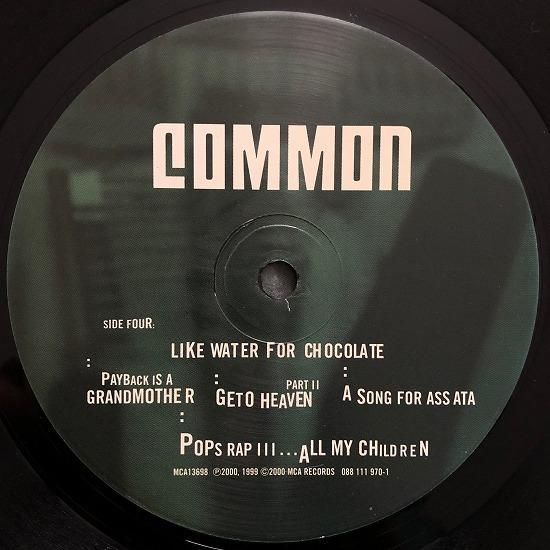 COMMON
SIDE FOUR:
LIKE WATER FOR CHOCOLATE
:
PAYBACK IS A
GRANDMOTHER
:
GETO HEAVEN PART II
:
A SONG FOR ASSATA
:
POPS RAP III...ALL MY CHILDREN
MCA13698 ℗2000, 1999 ©2000 MCA RECORDS 088 111 970-1